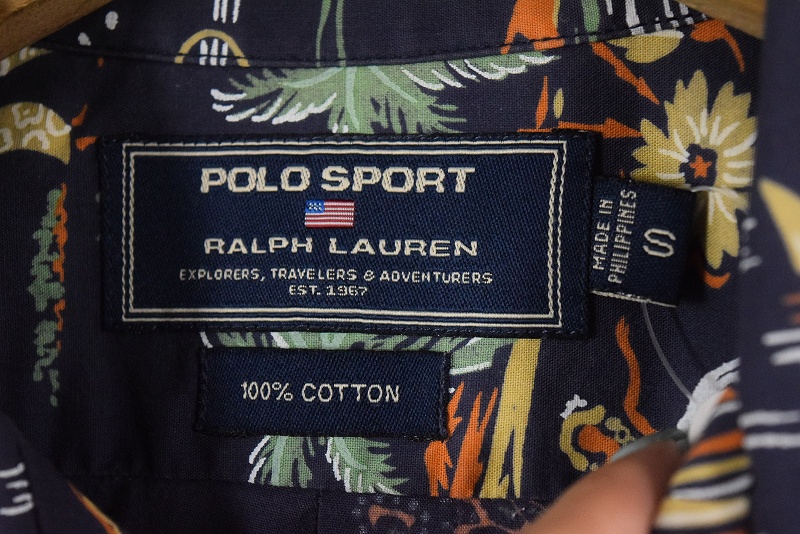 POLO SPORT
RALPH LAUREN
EXPLORERS, TRAVELERS & ADVENTURERS
EST. 1967
MADE IN
PHILIPPINES
S
100% COTTON